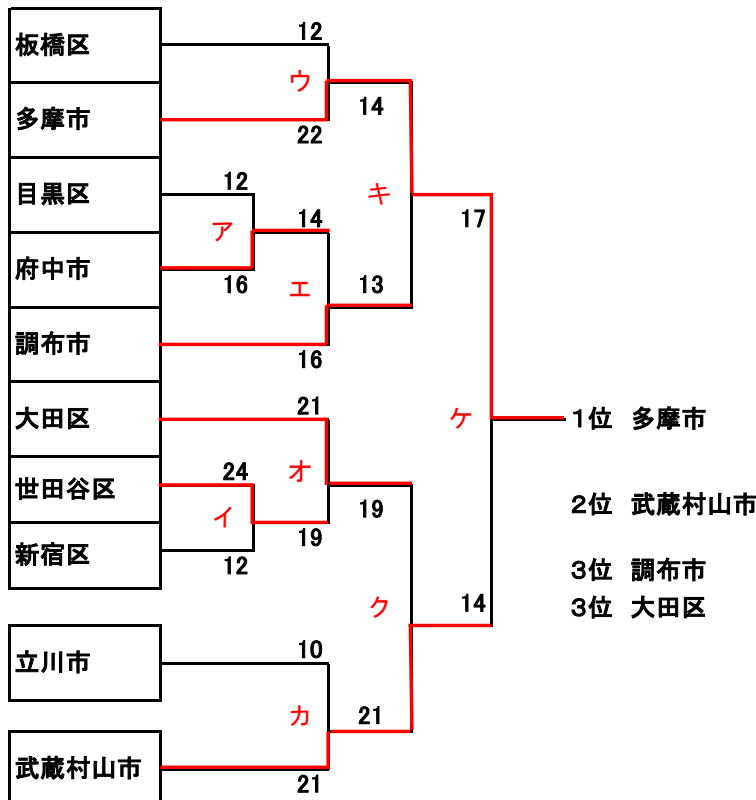 板橋区
12
ウ
14
多摩市
22
目黒区
12
キ
17
ア
14
府中市
16
エ
13
調布市
16
大田区
21
ケ
1位 多摩市
世田谷区
24
オ
19
2位 武蔵村山市
イ
19
新宿区
12
3位 調布市
ク
14
3位 大田区
立川市
10
カ
21
武蔵村山市
21